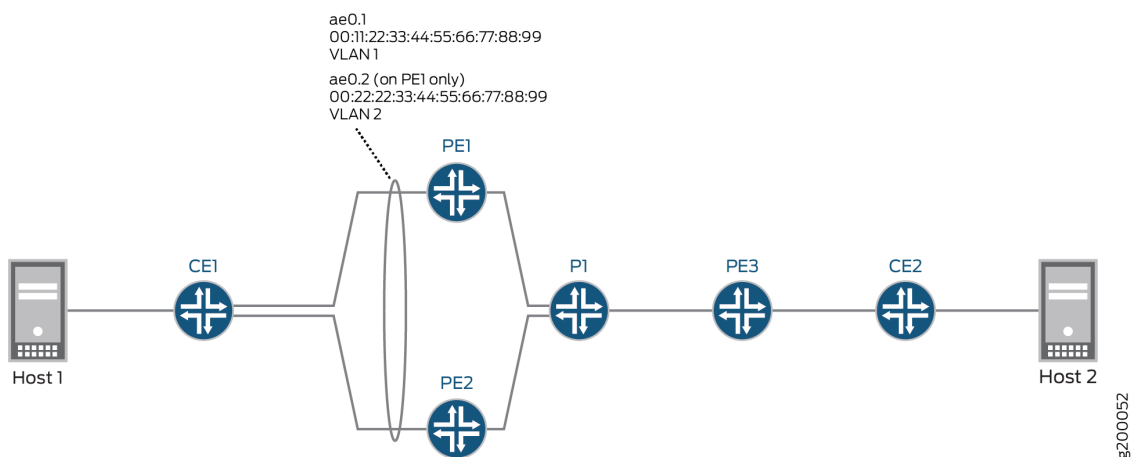 ae0.1
00:11:22:33:44:55:66:77:88:99
VLAN 1
ae0.2 (on PE1 only)
00:22:22:33:44:55:66:77:88:99
VLAN 2
PE1
CE1
P1
PE3
CE2
Host 1
PE2
Host 2
g200052